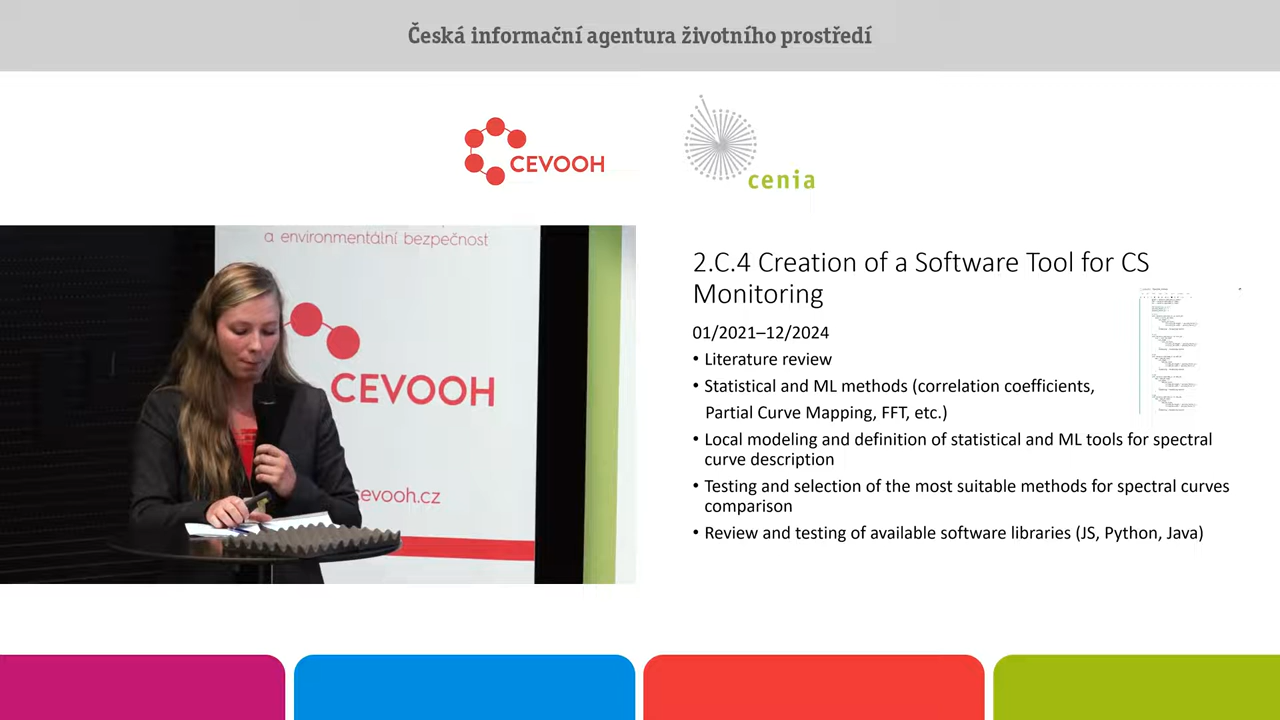 Česká informační agentura životního prostředí
CEVOOH
cenia
a environmentální bezpečnost
CEVOOH
cevooh.cz
2.C.4 Creation of a Software Tool for CS
Monitoring
01/2021–12/2024
• Literature review
• Statistical and ML methods (correlation coefficients,
Partial Curve Mapping, FFT, etc.)
• Local modeling and definition of statistical and ML tools for spectral
curve description
• Testing and selection of the most suitable methods for spectral curves
comparison
• Review and testing of available software libraries (JS, Python, Java)